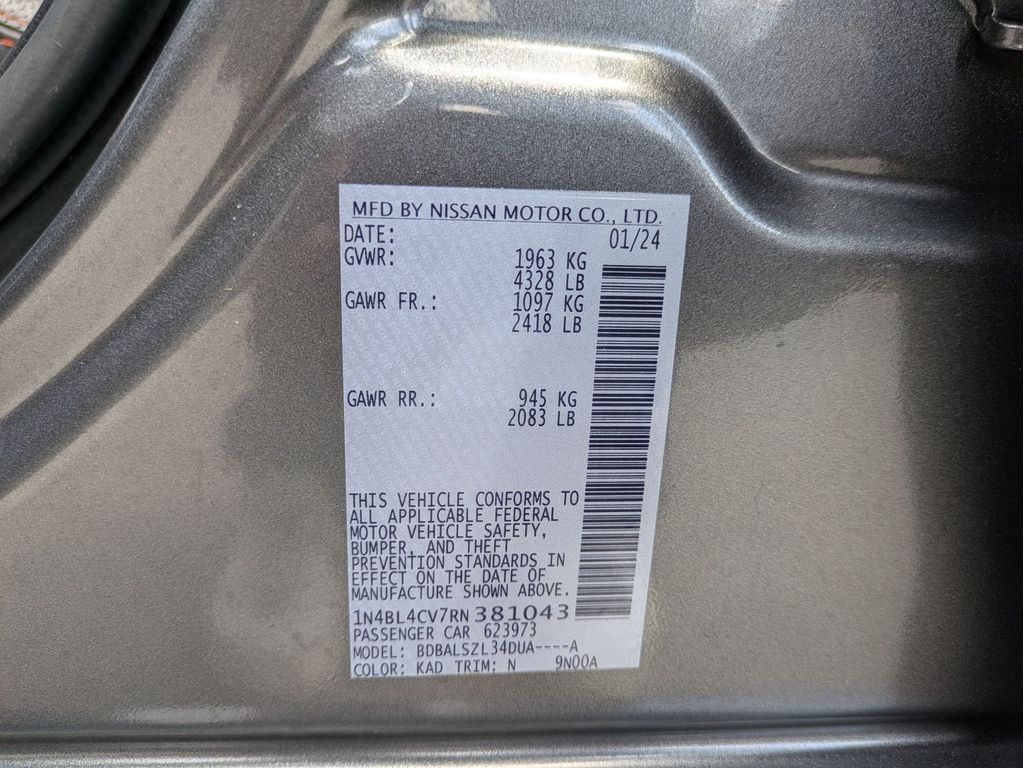 MFD BY NISSAN MOTOR CO., LTD.
DATE: 01/24
GVWR: 1963 KG
4328 LB
GAWR FR.: 1097 KG
2418 LB
GAWR RR.: 945 KG
2083 LB
THIS VEHICLE CONFORMS TO
ALL APPLICABLE FEDERAL
MOTOR VEHICLE SAFETY,
BUMPER, AND THEFT
PREVENTION STANDARDS IN
EFFECT ON THE DATE OF
MANUFACTURE SHOWN ABOVE.
1N4BL4CV7RN381043
PASSENGER CAR 623973
MODEL: BDBALSZL34DUA----A
COLOR: KAD TRIM: N 9N00A